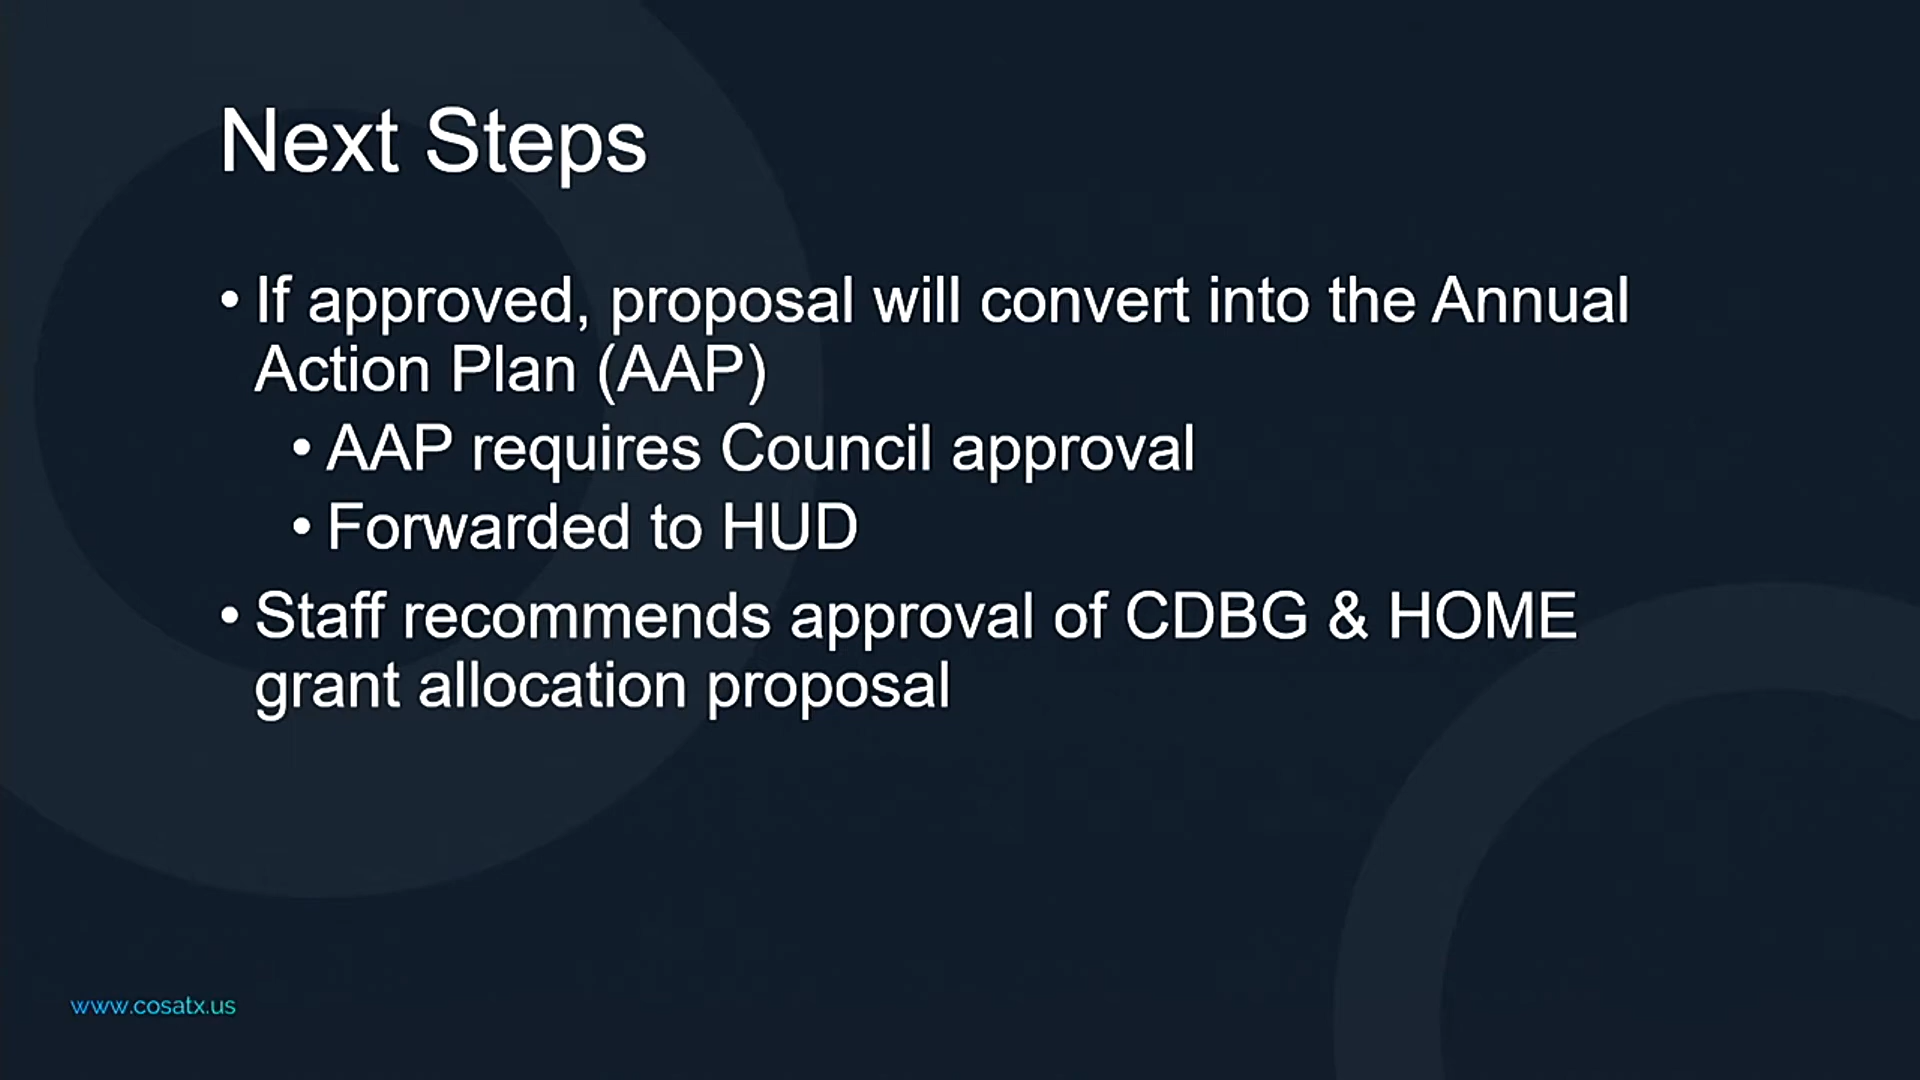 Next Steps
• If approved, proposal will convert into the Annual
Action Plan (AAP)
• AAP requires Council approval
• Forwarded to HUD
• Staff recommends approval of CDBG & HOME
grant allocation proposal
www.cosatx.us